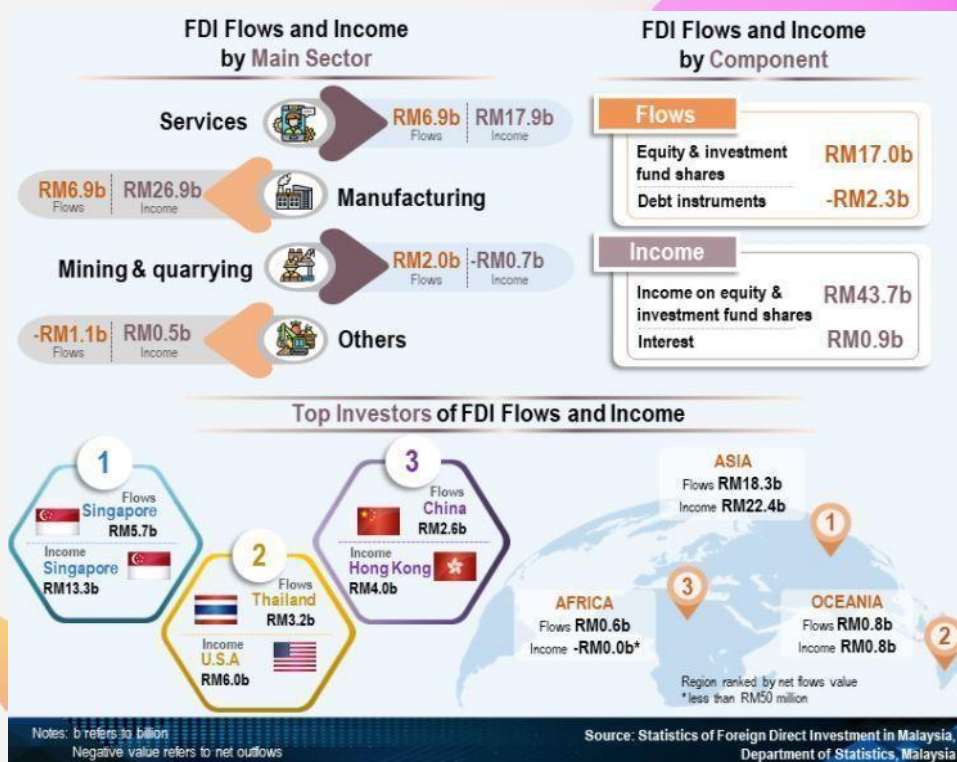 FDI Flows and Income
by Main Sector
Services
RM6.9b
Flows
RM17.9b
Income
RM6.9b
Flows
RM26.9b
Income
Manufacturing
Mining & quarrying
RM2.0b
Flows
-RM0.7b
Income
-RM1.1b
Flows
RM0.5b
Income
Others
FDI Flows and Income
by Component
Flows
Equity & investment
fund shares
RM17.0b
Debt instruments
-RM2.3b
Income
Income on equity &
investment fund shares
RM43.7b
Interest
RM0.9b
Top Investors of FDI Flows and Income
1
Flows
Singapore
RM5.7b
Income
Singapore
RM13.3b
2
Flows
Thailand
RM3.2b
Income
U.S.A
RM6.0b
3
Flows
China
RM2.6b
Income
Hong Kong
RM4.0b
ASIA
Flows RM18.3b
Income RM22.4b
1
3
AFRICA
Flows RM0.6b
Income -RM0.0b*
OCEANIA
Flows RM0.8b
Income RM0.8b
2
Region ranked by net flows value
*less than RM50 million
Notes: b refers to billion
Negative value refers to net outflows
Source: Statistics of Foreign Direct Investment in Malaysia,
Department of Statistics, Malaysia